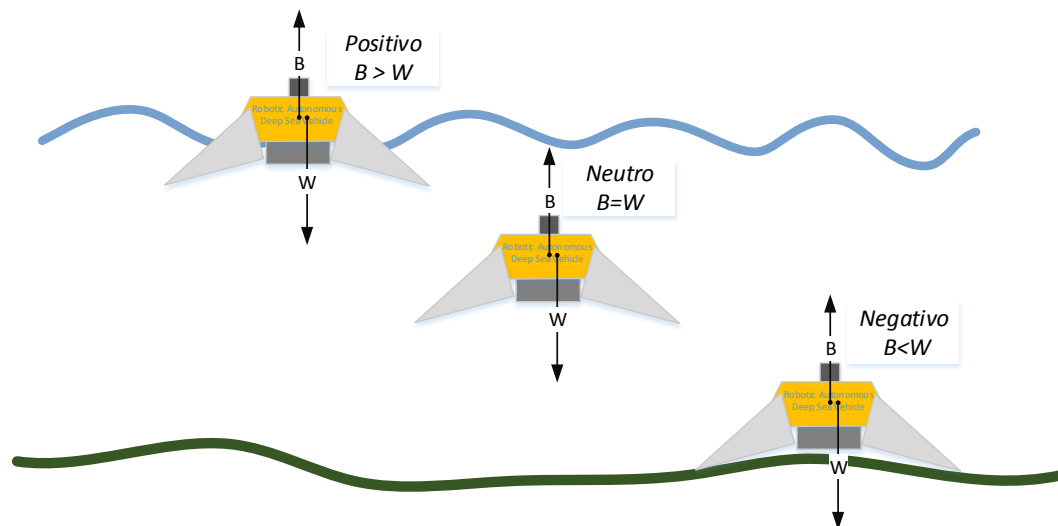 Positivo
B > W
B
Robotic Autonomous
Deep Sea Vehicle
W
Neutro
B=W
B
Robotic Autonomous
Deep Sea Vehicle
W
Negativo
B<W
B
Robotic Autonomous
Deep Sea Vehicle
W